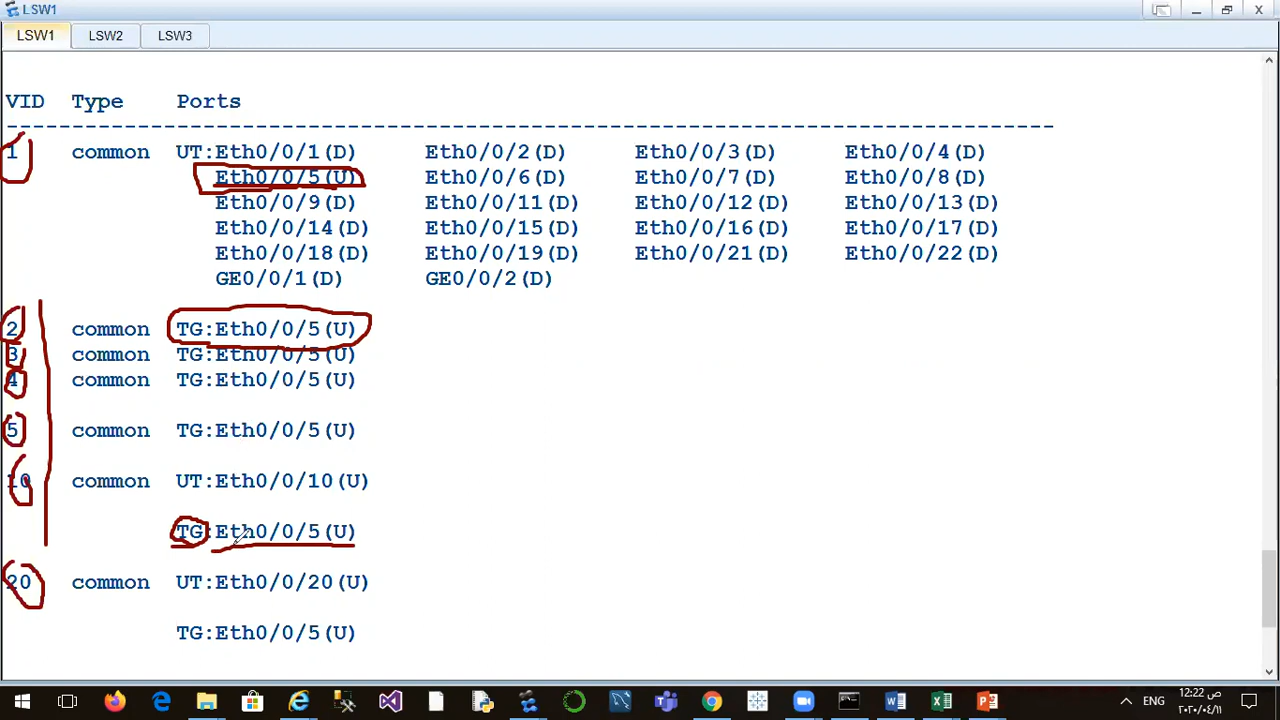 LSW1
LSW1 LSW2 LSW3
VID Type Ports
--------------------------------------------------------------------------------
1 common UT:Eth0/0/1(D) Eth0/0/2(D) Eth0/0/3(D) Eth0/0/4(D)
Eth0/0/5(U) Eth0/0/6(D) Eth0/0/7(D) Eth0/0/8(D)
Eth0/0/9(D) Eth0/0/11(D) Eth0/0/12(D) Eth0/0/13(D)
Eth0/0/14(D) Eth0/0/15(D) Eth0/0/16(D) Eth0/0/17(D)
Eth0/0/18(D) Eth0/0/19(D) Eth0/0/21(D) Eth0/0/22(D)
GE0/0/1(D) GE0/0/2(D)
2 common TG:Eth0/0/5(U)
3 common TG:Eth0/0/5(U)
4 common TG:Eth0/0/5(U)
5 common TG:Eth0/0/5(U)
10 common UT:Eth0/0/10(U)
TG:Eth0/0/5(U)
20 common UT:Eth0/0/20(U)
TG:Eth0/0/5(U)
ENG 12:22 ص
٢٠٢٠/٠٤/١١